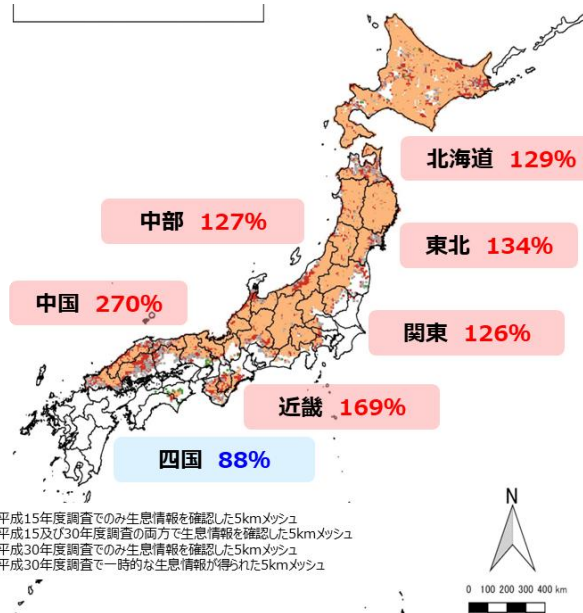 北海道 129%
中部 127%
東北 134%
中国 270%
関東 126%
近畿 169%
四国 88%
平成15年度調査でのみ生息情報を確認した5kmメッシュ
平成15及び30年度調査の両方で生息情報を確認した5kmメッシュ
平成30年度調査でのみ生息情報を確認した5kmメッシュ
平成30年度調査で一時的な生息情報が得られた5kmメッシュ
N
0 100 200 300 400 km